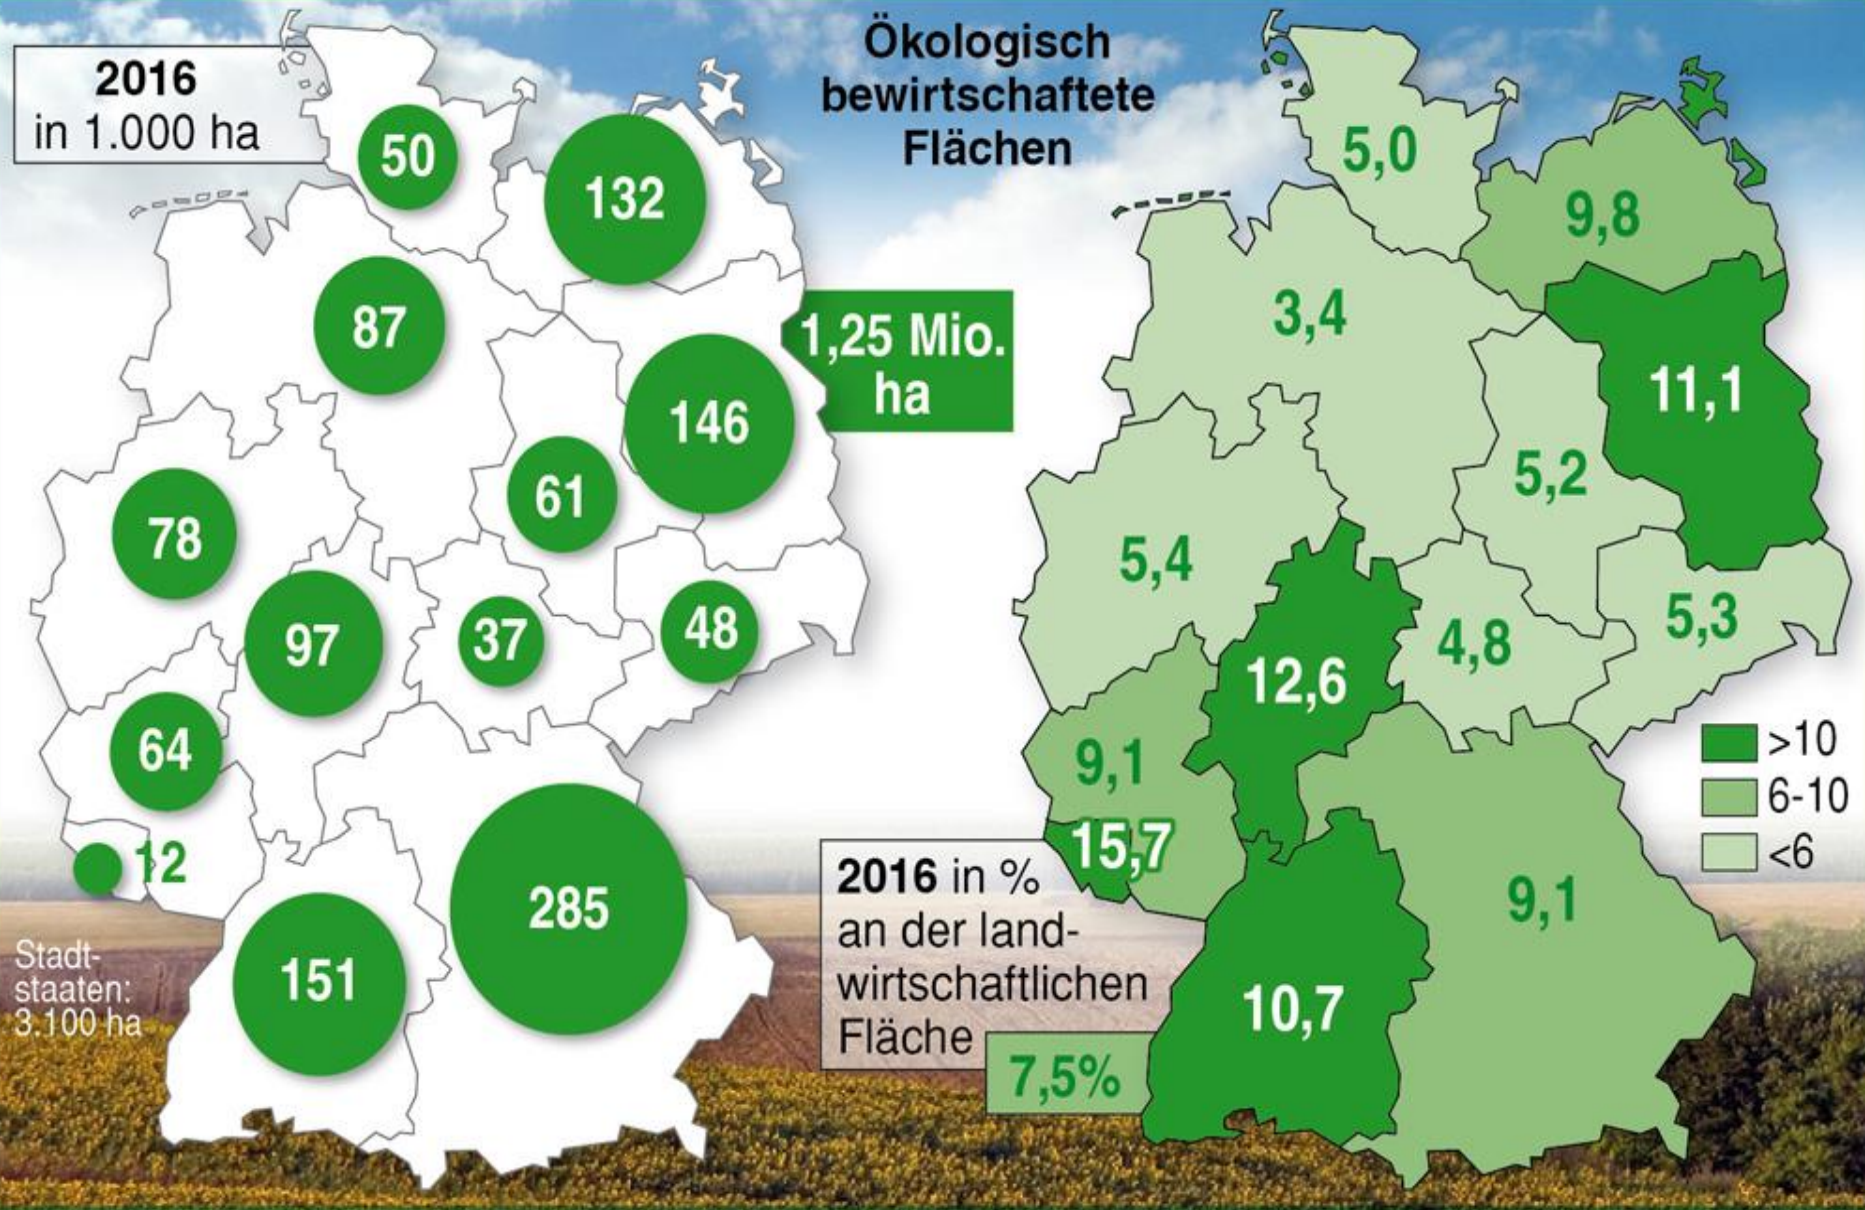 2016
in 1.000 ha
Ökologisch
bewirtschaftete
Flächen
50
132
87
1,25 Mio.
ha
146
61
78
97
37
48
64
12
285
151
Stadt-
staaten:
3.100 ha
5,0
9,8
3,4
11,1
5,2
5,4
5,3
4,8
12,6
9,1
15,7
9,1
10,7
>10
6-10
<6
2016 in %
an der land-
wirtschaftlichen
Fläche
7,5%